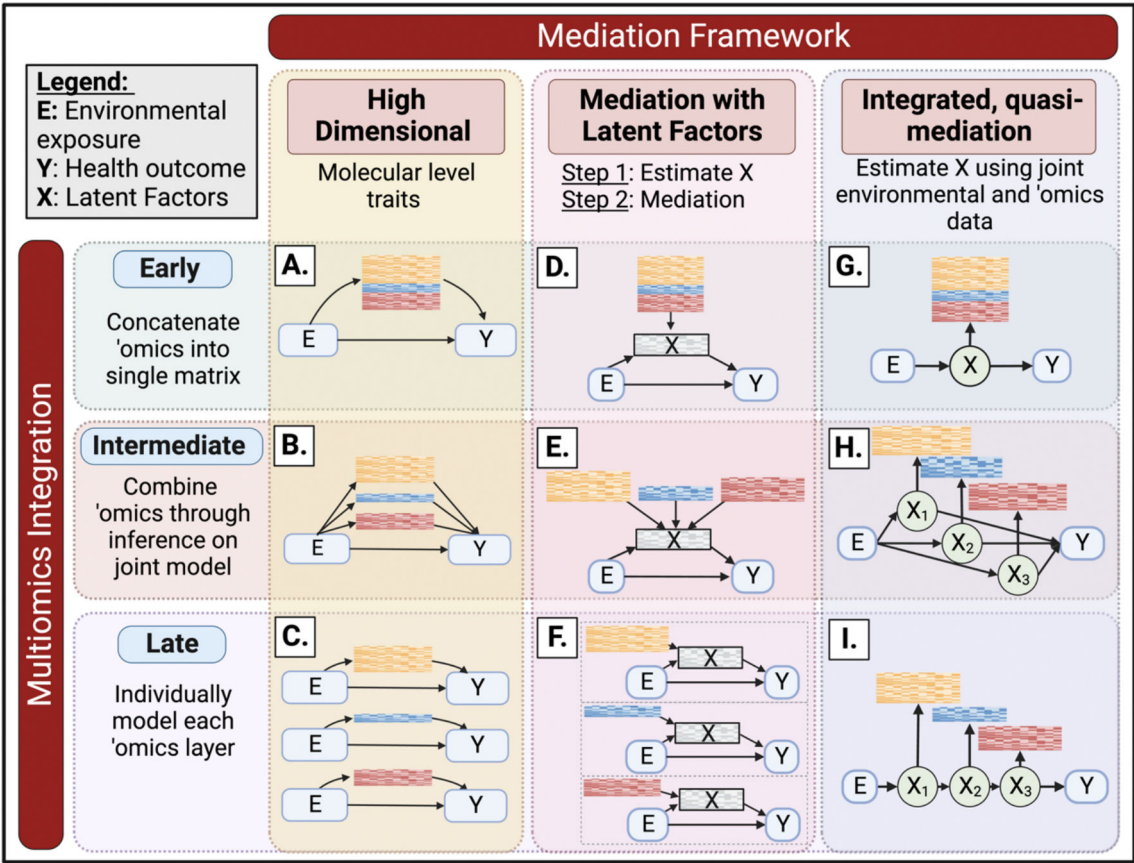 Mediation Framework
Legend:
E: Environmental
exposure
Y: Health outcome
X: Latent Factors
High
Dimensional
Molecular level
traits
Mediation with
Latent Factors
Step 1: Estimate X
Step 2: Mediation
Integrated, quasi-
mediation
Estimate X using joint
environmental and 'omics
data
Multiomics Integration
Early
Concatenate
'omics into
single matrix
A.
E
Y
D.
X
E
Y
G.
E
X
Y
Intermediate
Combine
'omics through
inference on
joint model
B.
E
Y
E.
X
E
Y
H.
X₁
E
X₂
Y
X₃
Late
Individually
model each
'omics layer
C.
E
Y
E
Y
E
Y
F.
X
E
Y
X
E
Y
X
E
Y
I.
E
X₁
X₂
X₃
Y